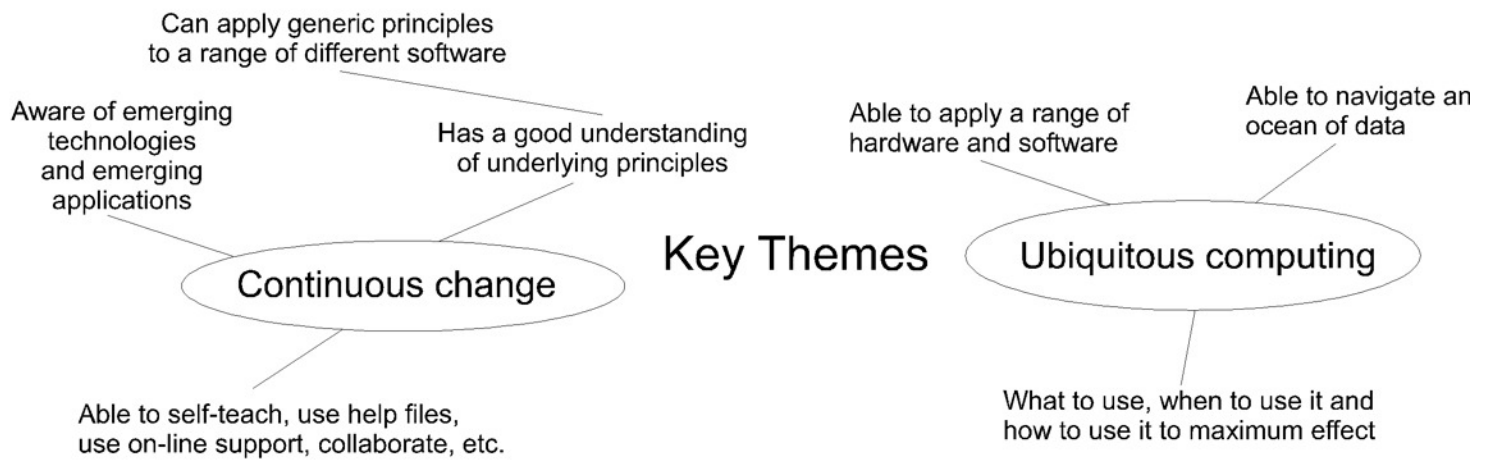 Can apply generic principles
to a range of different software
Aware of emerging
technologies
and emerging
applications
Has a good understanding
of underlying principles
Continuous change
Able to self-teach, use help files,
use on-line support, collaborate, etc.
Key Themes
Able to apply a range of
hardware and software
Able to navigate an
ocean of data
Ubiquitous computing
What to use, when to use it and
how to use it to maximum effect